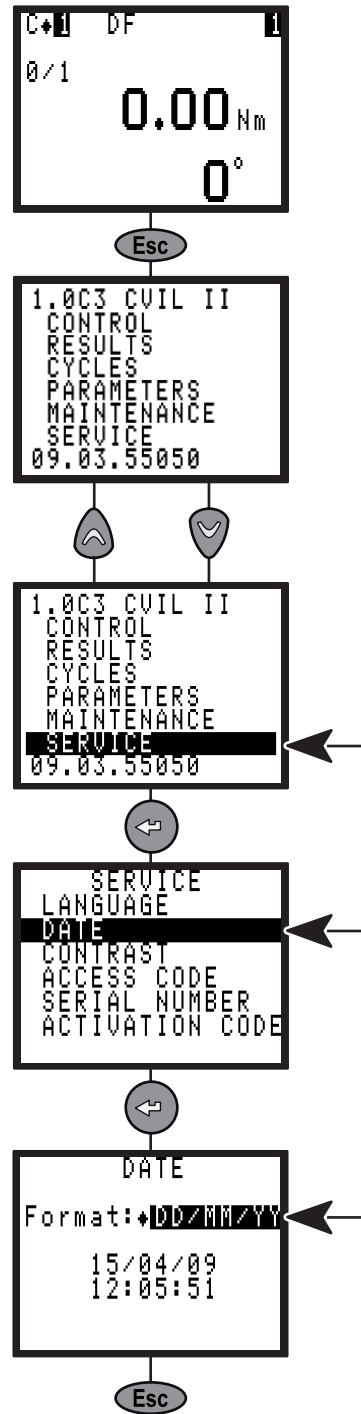 C♦1 DF 1
0/1
0.00 Nm
0°
Esc
1.0C3 CVIL II
CONTROL
RESULTS
CYCLES
PARAMETERS
MAINTENANCE
SERVICE
09.03.55050
1.0C3 CVIL II
CONTROL
RESULTS
CYCLES
PARAMETERS
MAINTENANCE
SERVICE
09.03.55050
SERVICE
LANGUAGE
DATE
CONTRAST
ACCESS CODE
SERIAL NUMBER
ACTIVATION CODE
DATE
Format:♦DD/MM/YY
15/04/09
12:05:51
Esc